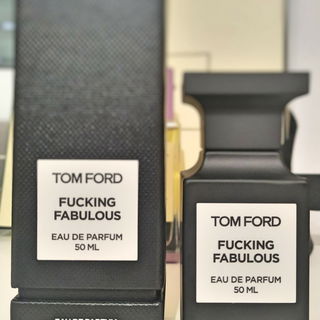 TOM FORD
FUCKING
FABULOUS
EAU DE PARFUM
50 ML
TOM FORD
FUCKING
FABULOUS
EAU DE PARFUM
50 ML